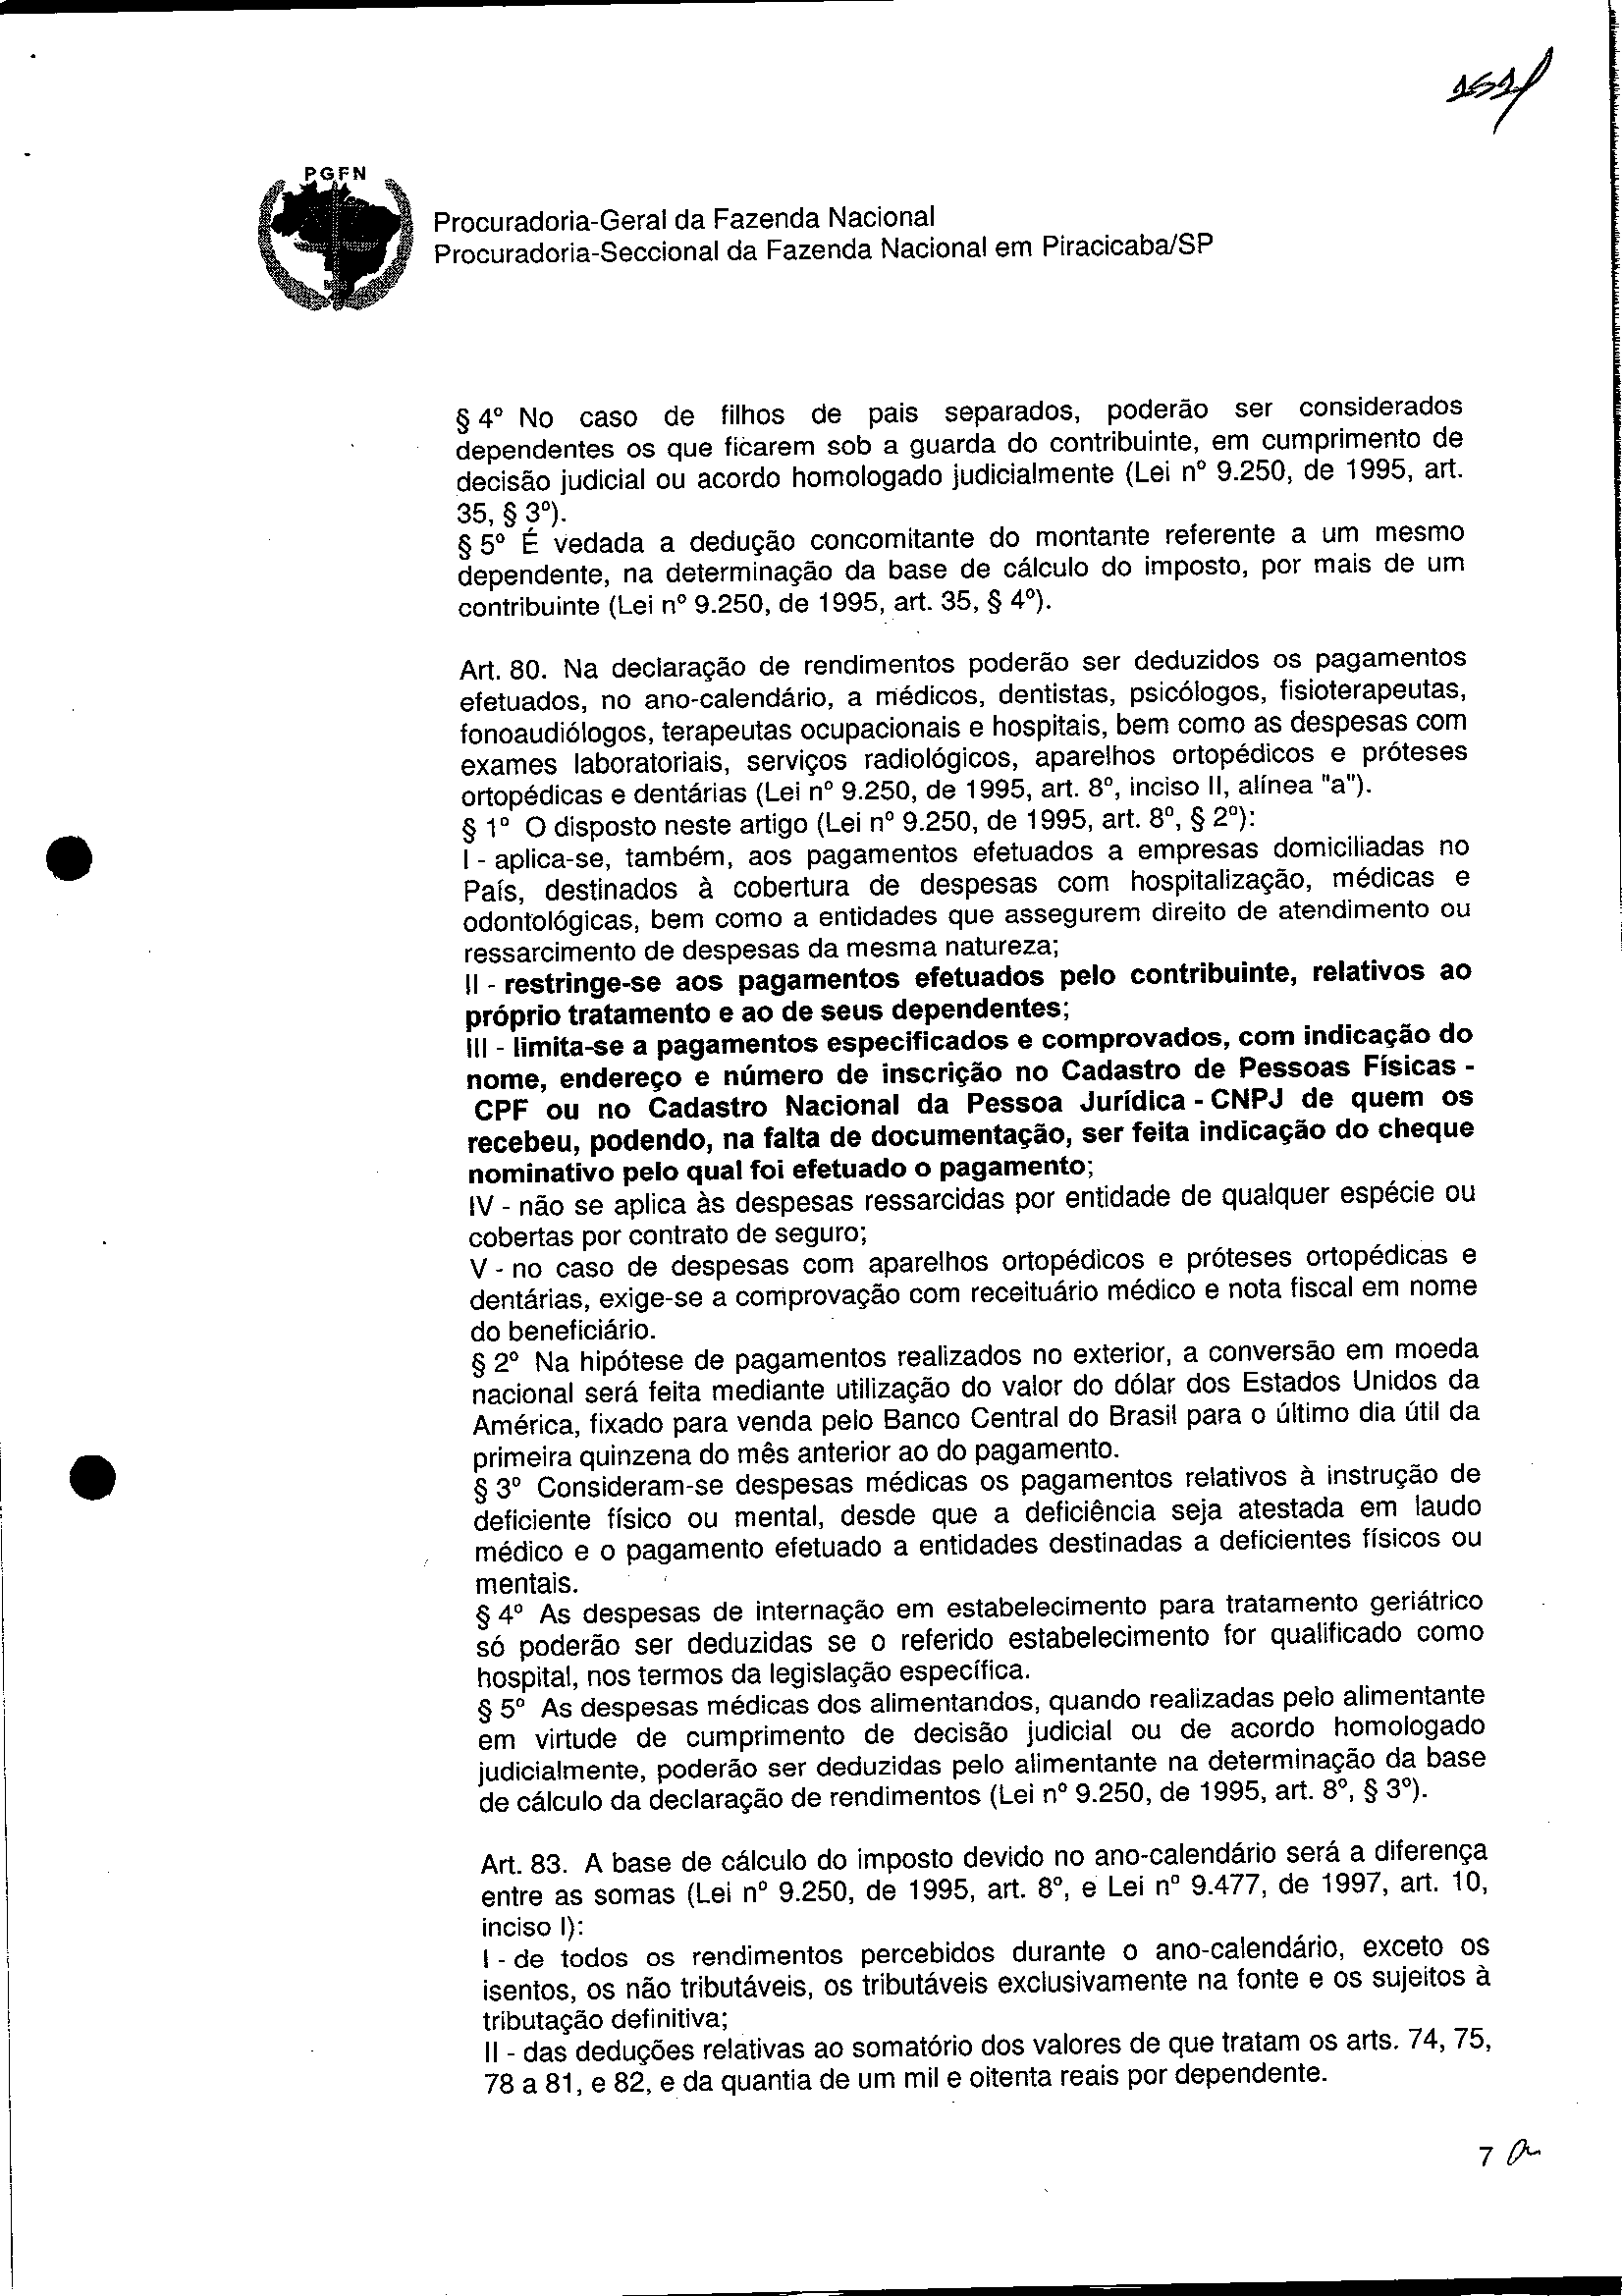 151
PGFN
Procuradoria-Geral da Fazenda Nacional
Procuradoria-Seccional da Fazenda Nacional em Piracicaba/SP
§ 4º No caso de filhos de pais separados, poderão ser considerados
dependentes os que ficarem sob a guarda do contribuinte, em cumprimento de
decisão judicial ou acordo homologado judicialmente (Lei nº 9.250, de 1995, art.
35, § 3º).
§ 5º É vedada a dedução concomitante do montante referente a um mesmo
dependente, na determinação da base de cálculo do imposto, por mais de um
contribuinte (Lei nº 9.250, de 1995, art. 35, § 4º).
Art. 80. Na declaração de rendimentos poderão ser deduzidos os pagamentos
efetuados, no ano-calendário, a médicos, dentistas, psicólogos, fisioterapeutas,
fonoaudiólogos, terapeutas ocupacionais e hospitais, bem como as despesas com
exames laboratoriais, serviços radiológicos, aparelhos ortopédicos e próteses
ortopédicas e dentárias (Lei nº 9.250, de 1995, art. 8º, inciso II, alínea "a").
§ 1º O disposto neste artigo (Lei nº 9.250, de 1995, art. 8º, § 2º):
I - aplica-se, também, aos pagamentos efetuados a empresas domiciliadas no
País, destinados à cobertura de despesas com hospitalização, médicas e
odontológicas, bem como a entidades que assegurem direito de atendimento ou
ressarcimento de despesas da mesma natureza;
II - restringe-se aos pagamentos efetuados pelo contribuinte, relativos ao
próprio tratamento e ao de seus dependentes;
III - limita-se a pagamentos especificados e comprovados, com indicação do
nome, endereço e número de inscrição no Cadastro de Pessoas Físicas -
CPF ou no Cadastro Nacional da Pessoa Jurídica - CNPJ de quem os
recebeu, podendo, na falta de documentação, ser feita indicação do cheque
nominativo pelo qual foi efetuado o pagamento;
IV - não se aplica às despesas ressarcidas por entidade de qualquer espécie ou
cobertas por contrato de seguro;
V - no caso de despesas com aparelhos ortopédicos e próteses ortopédicas e
dentárias, exige-se a comprovação com receituário médico e nota fiscal em nome
do beneficiário.
§ 2º Na hipótese de pagamentos realizados no exterior, a conversão em moeda
nacional será feita mediante utilização do valor do dólar dos Estados Unidos da
América, fixado para venda pelo Banco Central do Brasil para o último dia útil da
primeira quinzena do mês anterior ao do pagamento.
§ 3º Consideram-se despesas médicas os pagamentos relativos à instrução de
deficiente físico ou mental, desde que a deficiência seja atestada em laudo
médico e o pagamento efetuado a entidades destinadas a deficientes físicos ou
mentais.
§ 4º As despesas de internação em estabelecimento para tratamento geriátrico
só poderão ser deduzidas se o referido estabelecimento for qualificado como
hospital, nos termos da legislação específica.
§ 5º As despesas médicas dos alimentandos, quando realizadas pelo alimentante
em virtude de cumprimento de decisão judicial ou de acordo homologado
judicialmente, poderão ser deduzidas pelo alimentante na determinação da base
de cálculo da declaração de rendimentos (Lei nº 9.250, de 1995, art. 8º, § 3º).
Art. 83. A base de cálculo do imposto devido no ano-calendário será a diferença
entre as somas (Lei nº 9.250, de 1995, art. 8º, e Lei nº 9.477, de 1997, art. 10,
inciso I):
I - de todos os rendimentos percebidos durante o ano-calendário, exceto os
isentos, os não tributáveis, os tributáveis exclusivamente na fonte e os sujeitos à
tributação definitiva;
II - das deduções relativas ao somatório dos valores de que tratam os arts. 74, 75,
78 a 81, e 82, e da quantia de um mil e oitenta reais por dependente.
7